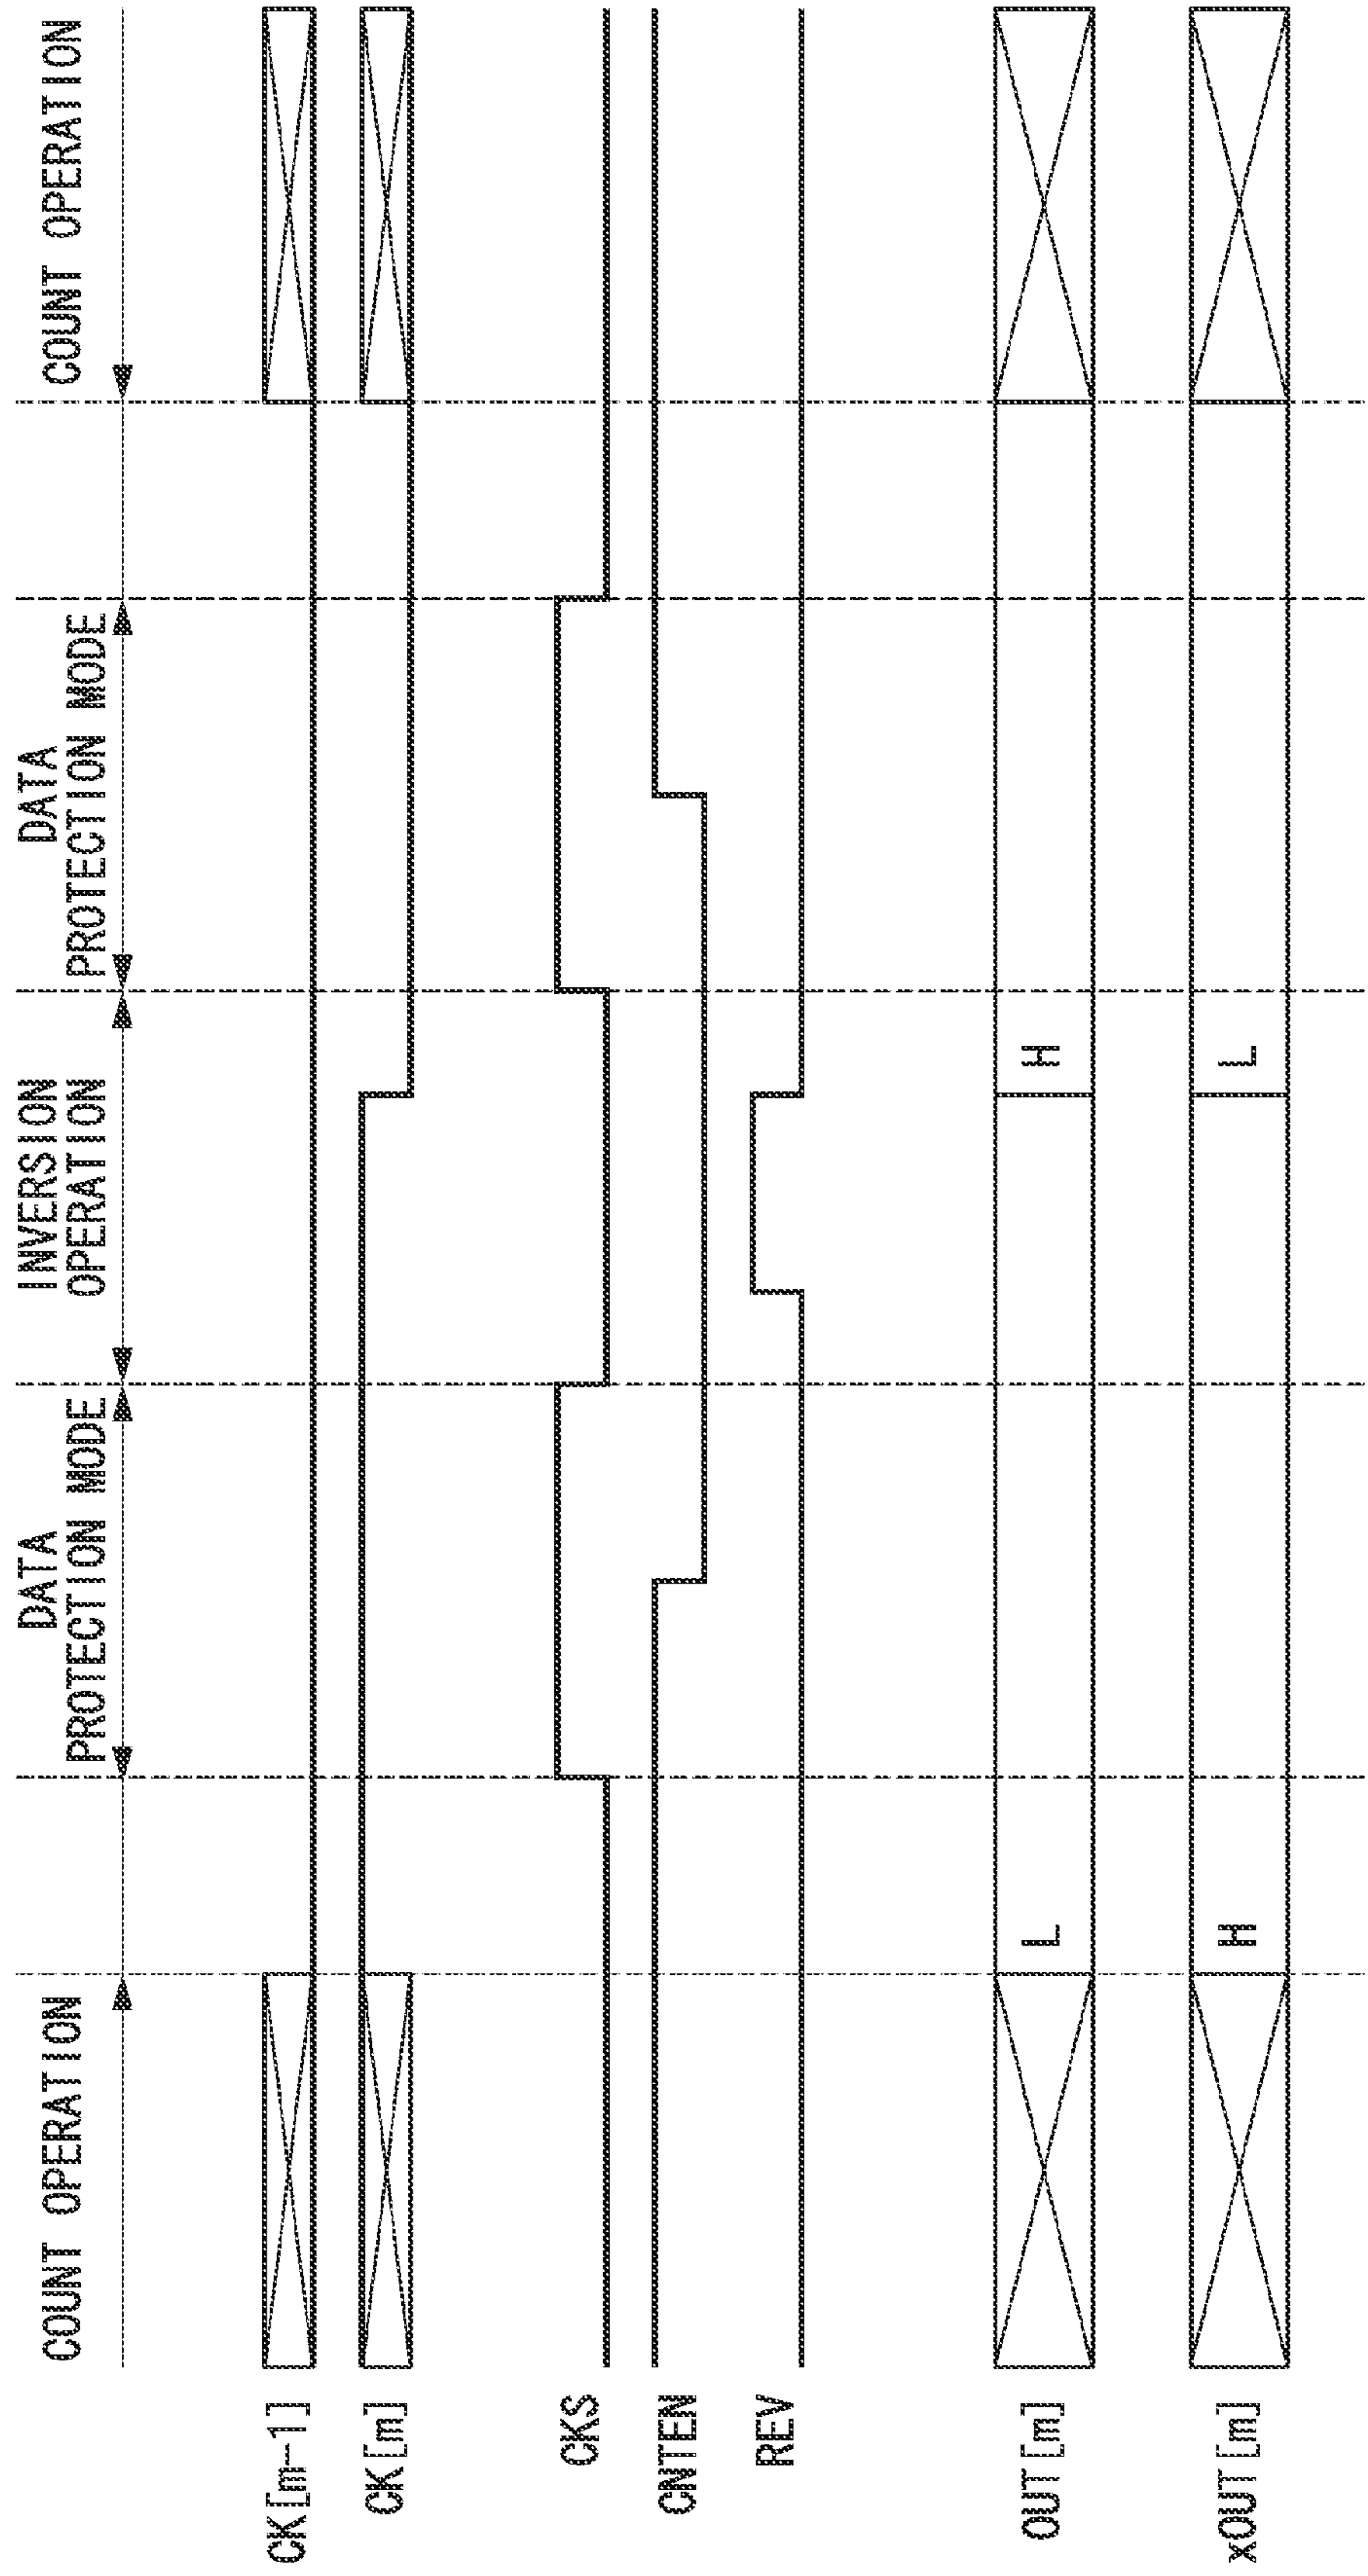 COUNT OPERATION
DATA
PROTECTION MODE
INVERSION
OPERATION
DATA
PROTECTION MODE
COUNT OPERATION
CK[m-1]
CK[m]
CKS
CNTEN
REV
OUT[m]
L
H
xOUT[m]
H
L